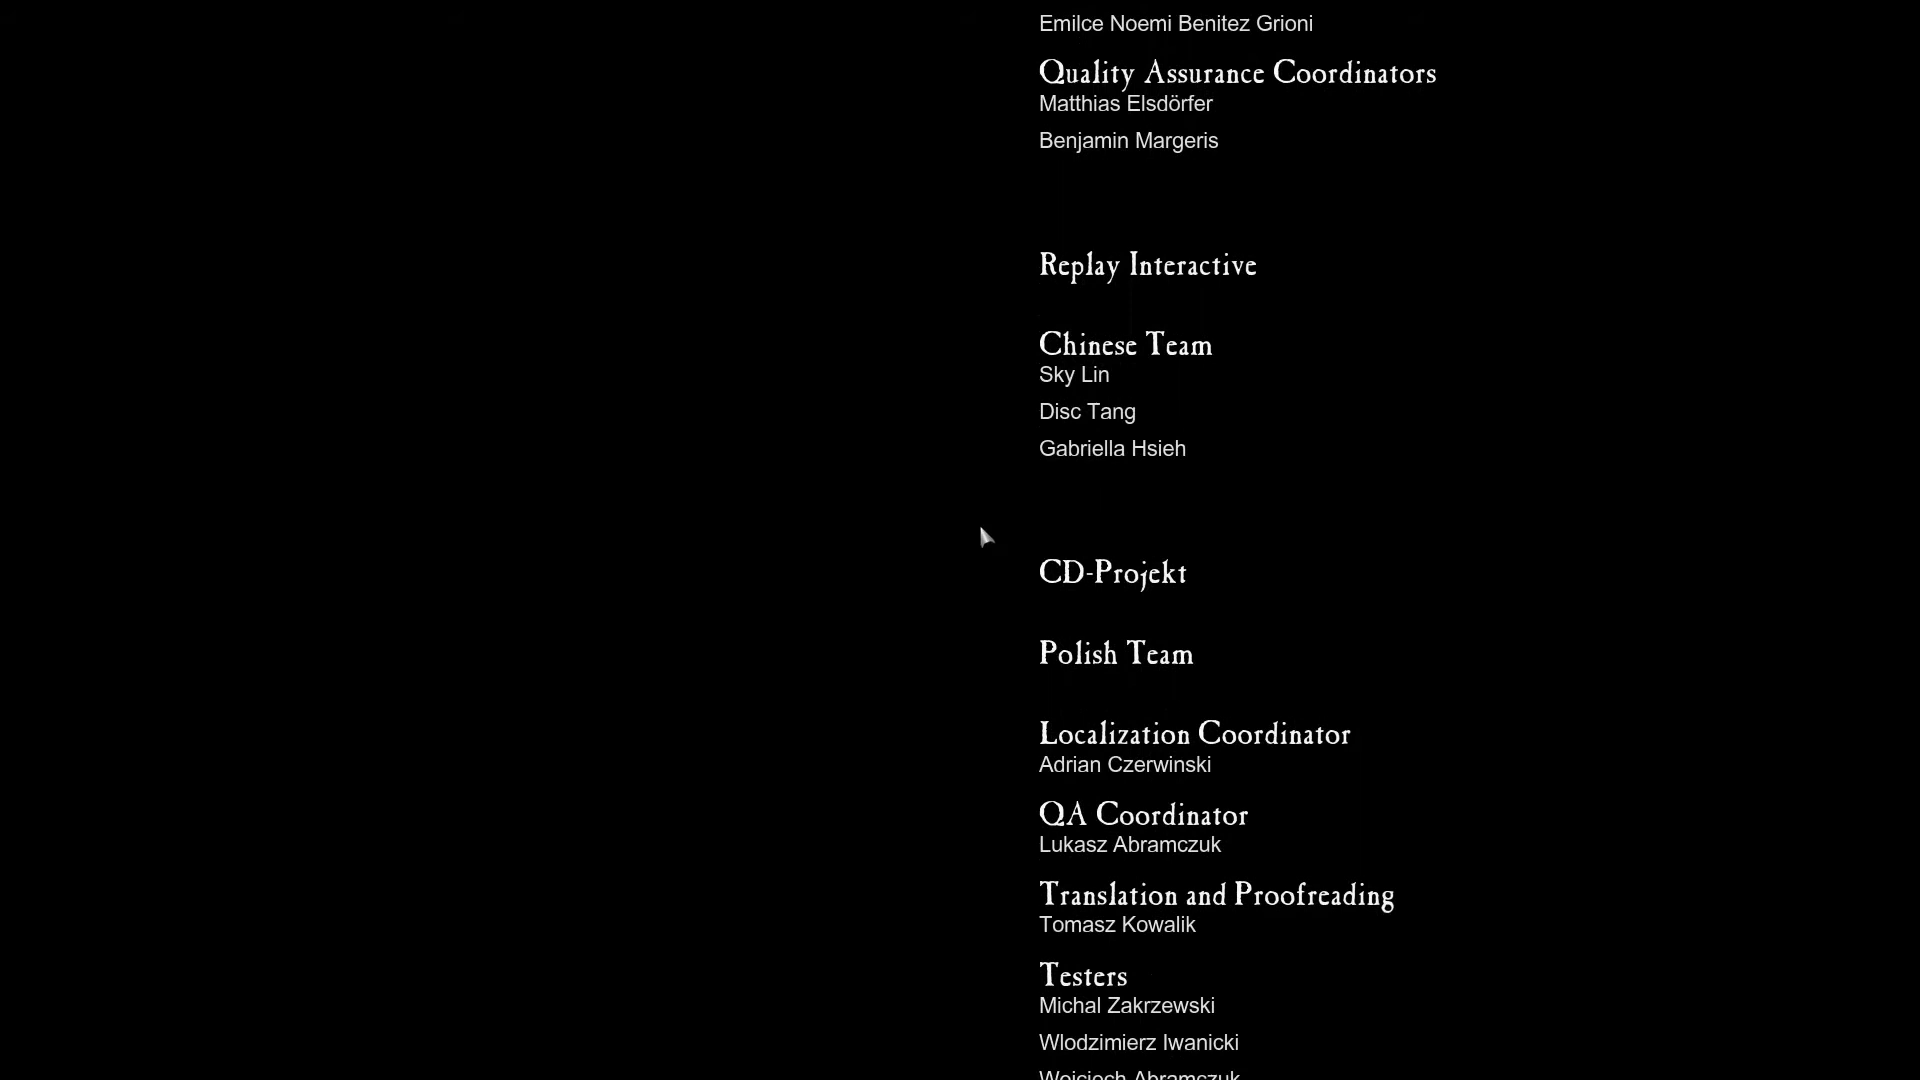 Emilce Noemi Benitez Grioni
Quality Assurance Coordinators
Matthias Elsdörfer
Benjamin Margeris
Replay Interactive
Chinese Team
Sky Lin
Disc Tang
Gabriella Hsieh
CD-Projekt
Polish Team
Localization Coordinator
Adrian Czerwinski
QA Coordinator
Lukasz Abramczuk
Translation and Proofreading
Tomasz Kowalik
Testers
Michal Zakrzewski
Wlodzimierz Iwanicki
Wojciech Abramczuk